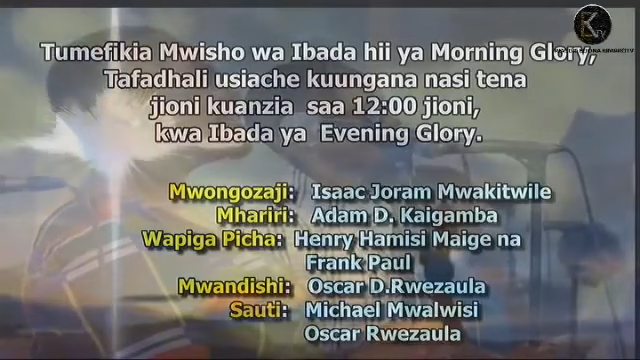 Tumefikia Mwisho wa Ibada hii ya Morning Glory,
Tafadhali usiache kuungana nasi tena
jioni kuanzia saa 12:00 jioni,
kwa Ibada ya Evening Glory.
Mwongozaji: Isaac Joram Mwakitwile
Mhariri: Adam D. Kaigamba
Wapiga Picha: Henry Hamisi Maige na
Frank Paul
Mwandishi: Oscar D.Rwezaula
Sauti: Michael Mwalwisi
Oscar Rwezaula